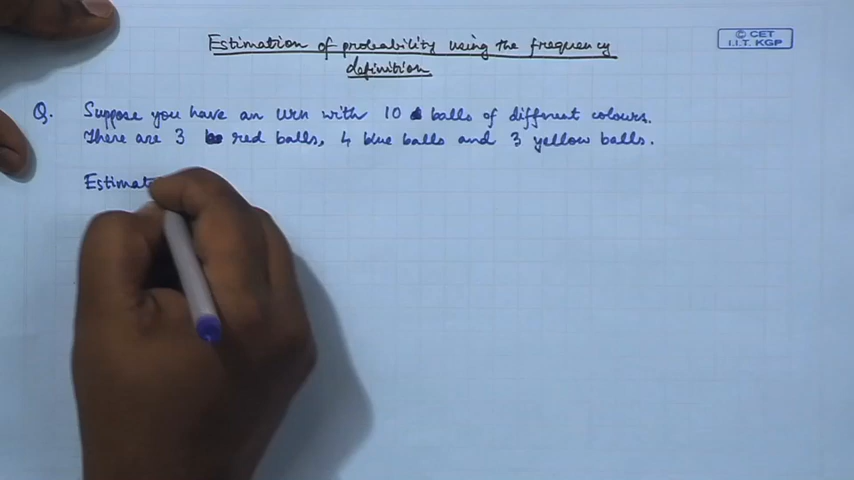 Estimation of probability using the frequency
definition
© CET
I.I.T. KGP
Q. Suppose you have an urn with 10 balls of different colours.
There are 3 red balls, 4 blue balls and 3 yellow balls.
Estimat